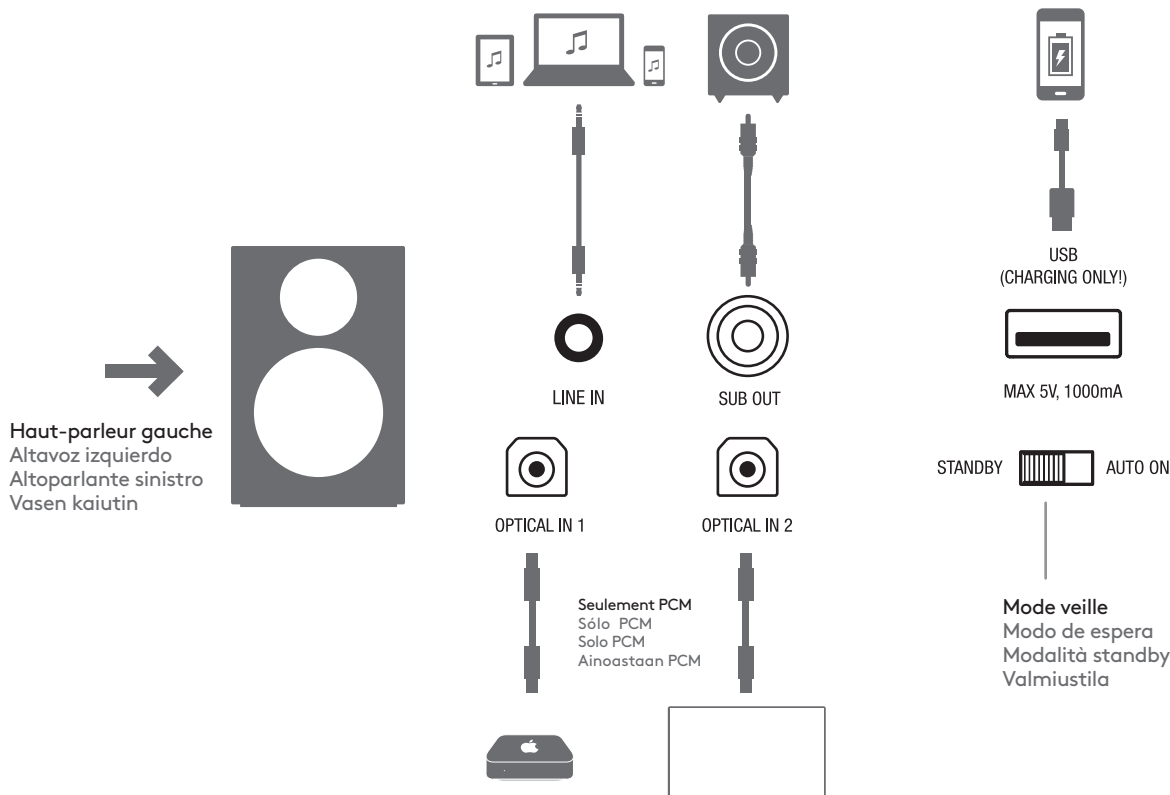 USB
(CHARGING ONLY!)
LINE IN
SUB OUT
MAX 5V, 1000mA
Haut-parleur gauche
Altavoz izquierdo
Altoparlante sinistro
Vasen kaiutin
STANDBY
AUTO ON
OPTICAL IN 1
OPTICAL IN 2
Seulement PCM
Sólo PCM
Solo PCM
Ainoastaan PCM
Mode veille
Modo de espera
Modalità standby
Valmiustila